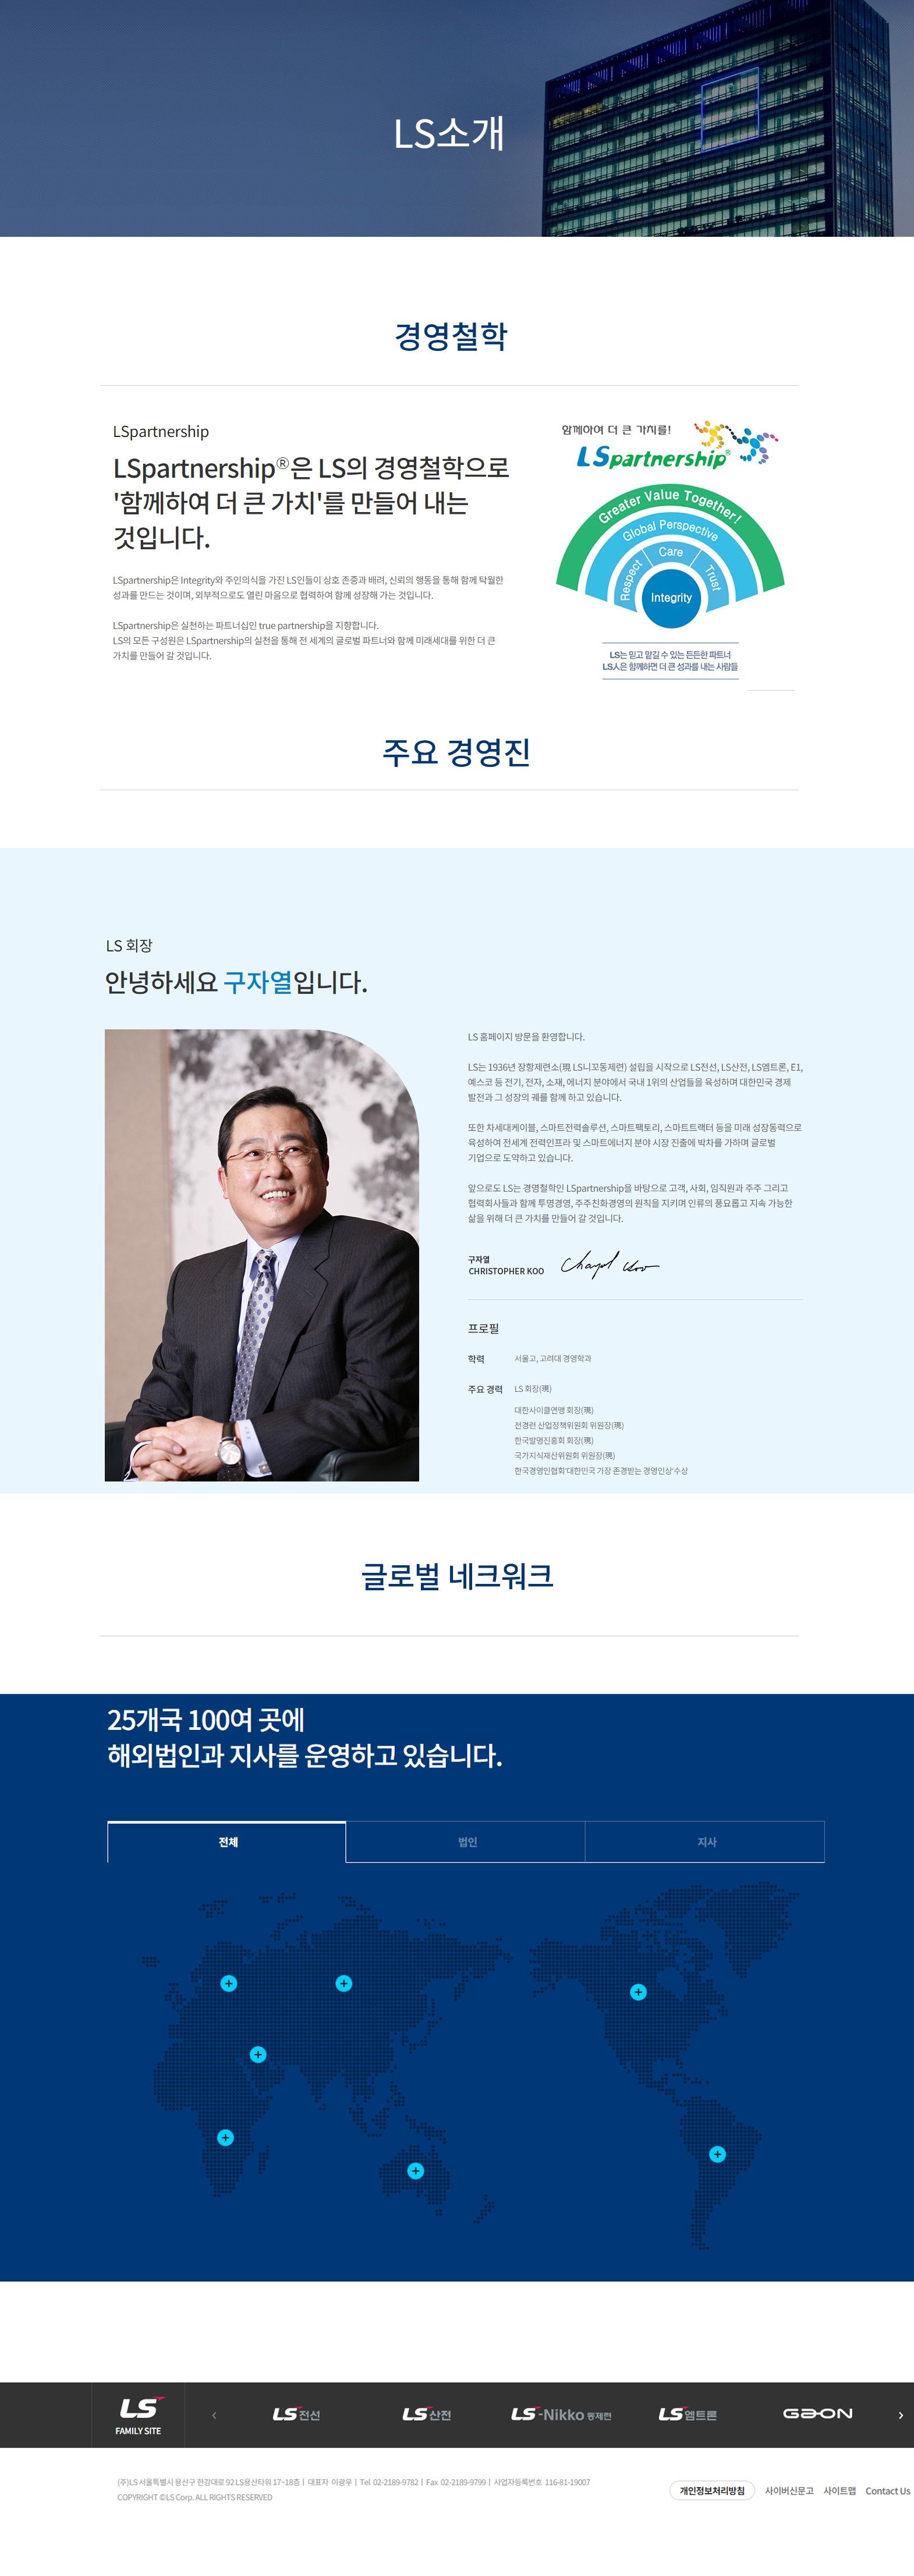 LS소개
경영철학
LSpartnership
LSpartnership®은 LS의 경영철학으로
'함께하여 더 큰 가치'를 만들어 내는
것입니다.
LSpartnership은 Integrity와 주인의식을 가진 LS인들이 상호 존중과 배려, 신뢰의 행동을 통해 함께 탁월한
성과를 만드는 것이며, 외부적으로도 열린 마음으로 협력하여 함께 성장해 가는 것입니다.
LSpartnership은 실천하는 파트너십인 true partnership을 지향합니다.
LS의 모든 구성원은 LSpartnership의 실천을 통해 전 세계의 글로벌 파트너와 함께 미래세대를 위한 더 큰
가치를 만들어 갈 것입니다.
함께하여 더 큰 가치를!
LSpartnership®
Greater Value Together!
Global Perspective
Care
Respect
Trust
Integrity
LS는 믿고 맡길 수 있는 든든한 파트너
LS人은 함께하면 더 큰 성과를 내는 사람들
주요 경영진
LS 회장
안녕하세요 구자열입니다.
LS 홈페이지 방문을 환영합니다.
LS는 1936년 장항제련소(現 LS니꼬동제련) 설립을 시작으로 LS전선, LS산전, LS엠트론, E1,
예스코 등 전기, 전자, 소재, 에너지 분야에서 국내 1위의 산업들을 육성하며 대한민국 경제
발전과 그 성장의 궤를 함께 하고 있습니다.
또한 차세대케이블, 스마트전력솔루션, 스마트팩토리, 스마트트랙터 등을 미래 성장동력으로
육성하여 전세계 전력인프라 및 스마트에너지 분야 시장 진출에 박차를 가하며 글로벌
기업으로 도약하고 있습니다.
앞으로도 LS는 경영철학인 LSpartnership을 바탕으로 고객, 사회, 임직원과 주주 그리고
협력회사들과 함께 투명경영, 주주친화경영의 원칙을 지키며 인류의 풍요롭고 지속 가능한
삶을 위해 더 큰 가치를 만들어 갈 것입니다.
구자열
CHRISTOPHER KOO
프로필
학력 서울고, 고려대 경영학과
주요 경력 LS 회장(現)
대한사이클연맹 회장(現)
전경련 산업정책위원회 위원장(現)
한국발명진흥회 회장(現)
국가지식재산위원회 위원장(現)
한국경영인협회'대한민국 가장 존경받는 경영인상'수상
글로벌 네크워크
25개국 100여 곳에
해외법인과 지사를 운영하고 있습니다.
전체 법인 지사
LS
FAMILY SITE
LS전선
LS산전
LS-Nikko동제련
LS엠트론
GAON
(주)LS 서울특별시 용산구 한강대로 92 LS용산타워 17~18층 | 대표자 이광우 | Tel 02-2189-9782 | Fax 02-2189-9799 | 사업자등록번호 116-81-19007
COPYRIGHT ©LS Corp. ALL RIGHTS RESERVED
개인정보처리방침 사이버신문고 사이트맵 Contact Us